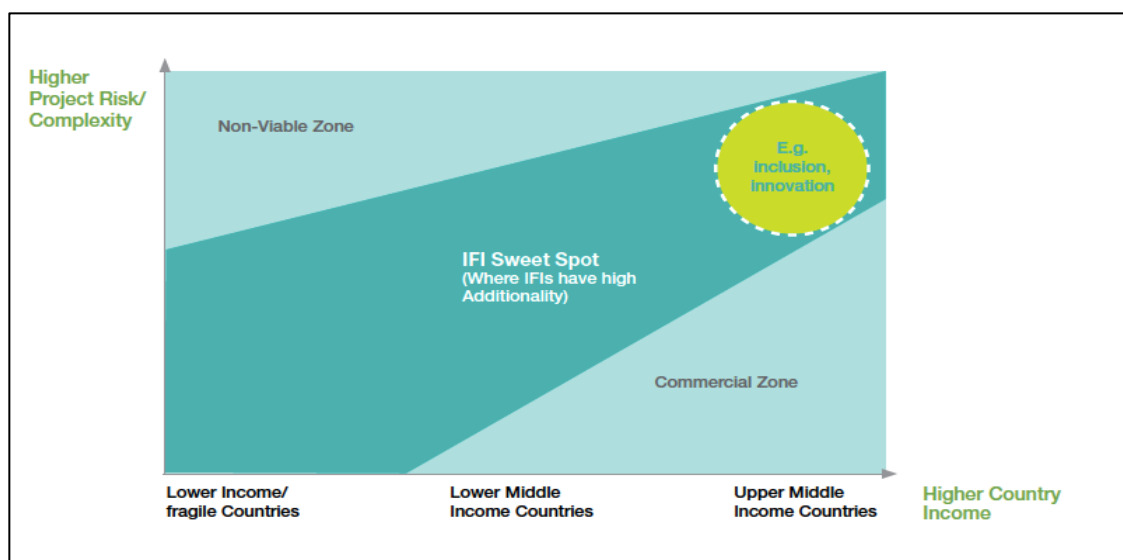 Higher
Project Risk/
Complexity
Non-Viable Zone
E.g.
inclusion,
innovation
IFI Sweet Spot
(Where IFIs have high
Additionality)
Commercial Zone
Lower Income/
fragile Countries
Lower Middle
Income Countries
Upper Middle
Income Countries
Higher Country
Income